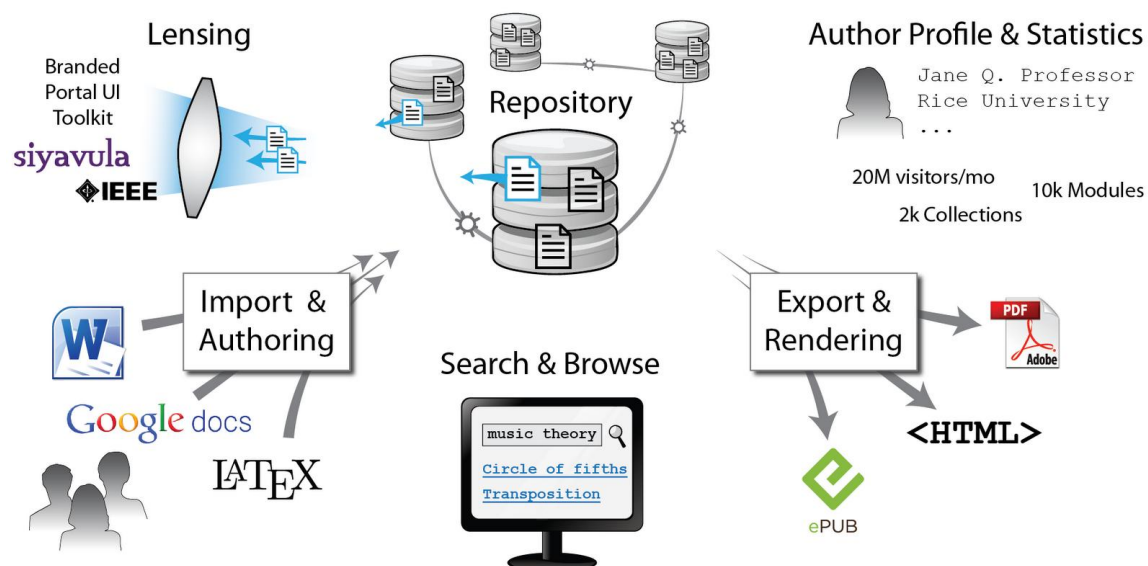 Lensing
Branded
Portal UI
Toolkit
siyavula
IEEE
Repository
Author Profile & Statistics
Jane Q. Professor
Rice University
...
20M visitors/mo
10k Modules
2k Collections
Import &
Authoring
W
Google docs
LATEX
Search & Browse
music theory
Circle of fifths
Transposition
Export &
Rendering
PDF
Adobe
<HTML>
ePUB